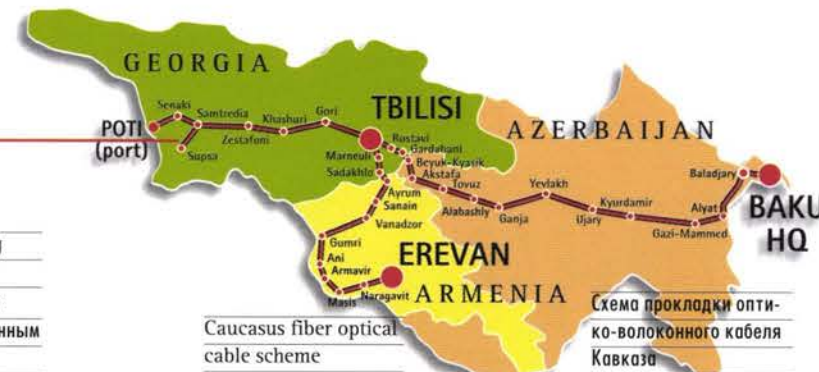 GEORGIA
Senaki
Samtredia
Khashuri
Gori
TBILISI
POTI
(port)
Supsa
Zestafoni
Rustavi
Gardabani
Marneuli
Beyuk-Kyasik
Sadakhlo
Akstafa
AZERBAIJAN
Tovuz
Yevlakh
Baladjary
Ayrum
Sanain
Alabashly
Ganja
Kyurdamir
Ujary
Alyat
BAKU
HQ
Gazi-Mammed
Vanadzor
Gumri
Ani
Armavir
EREVAN
Masis
Naragavit
ARMENIA
нным
Caucasus fiber optical
cable scheme
Схема прокладки опти-
ко-волоконного кабеля
Кавказа